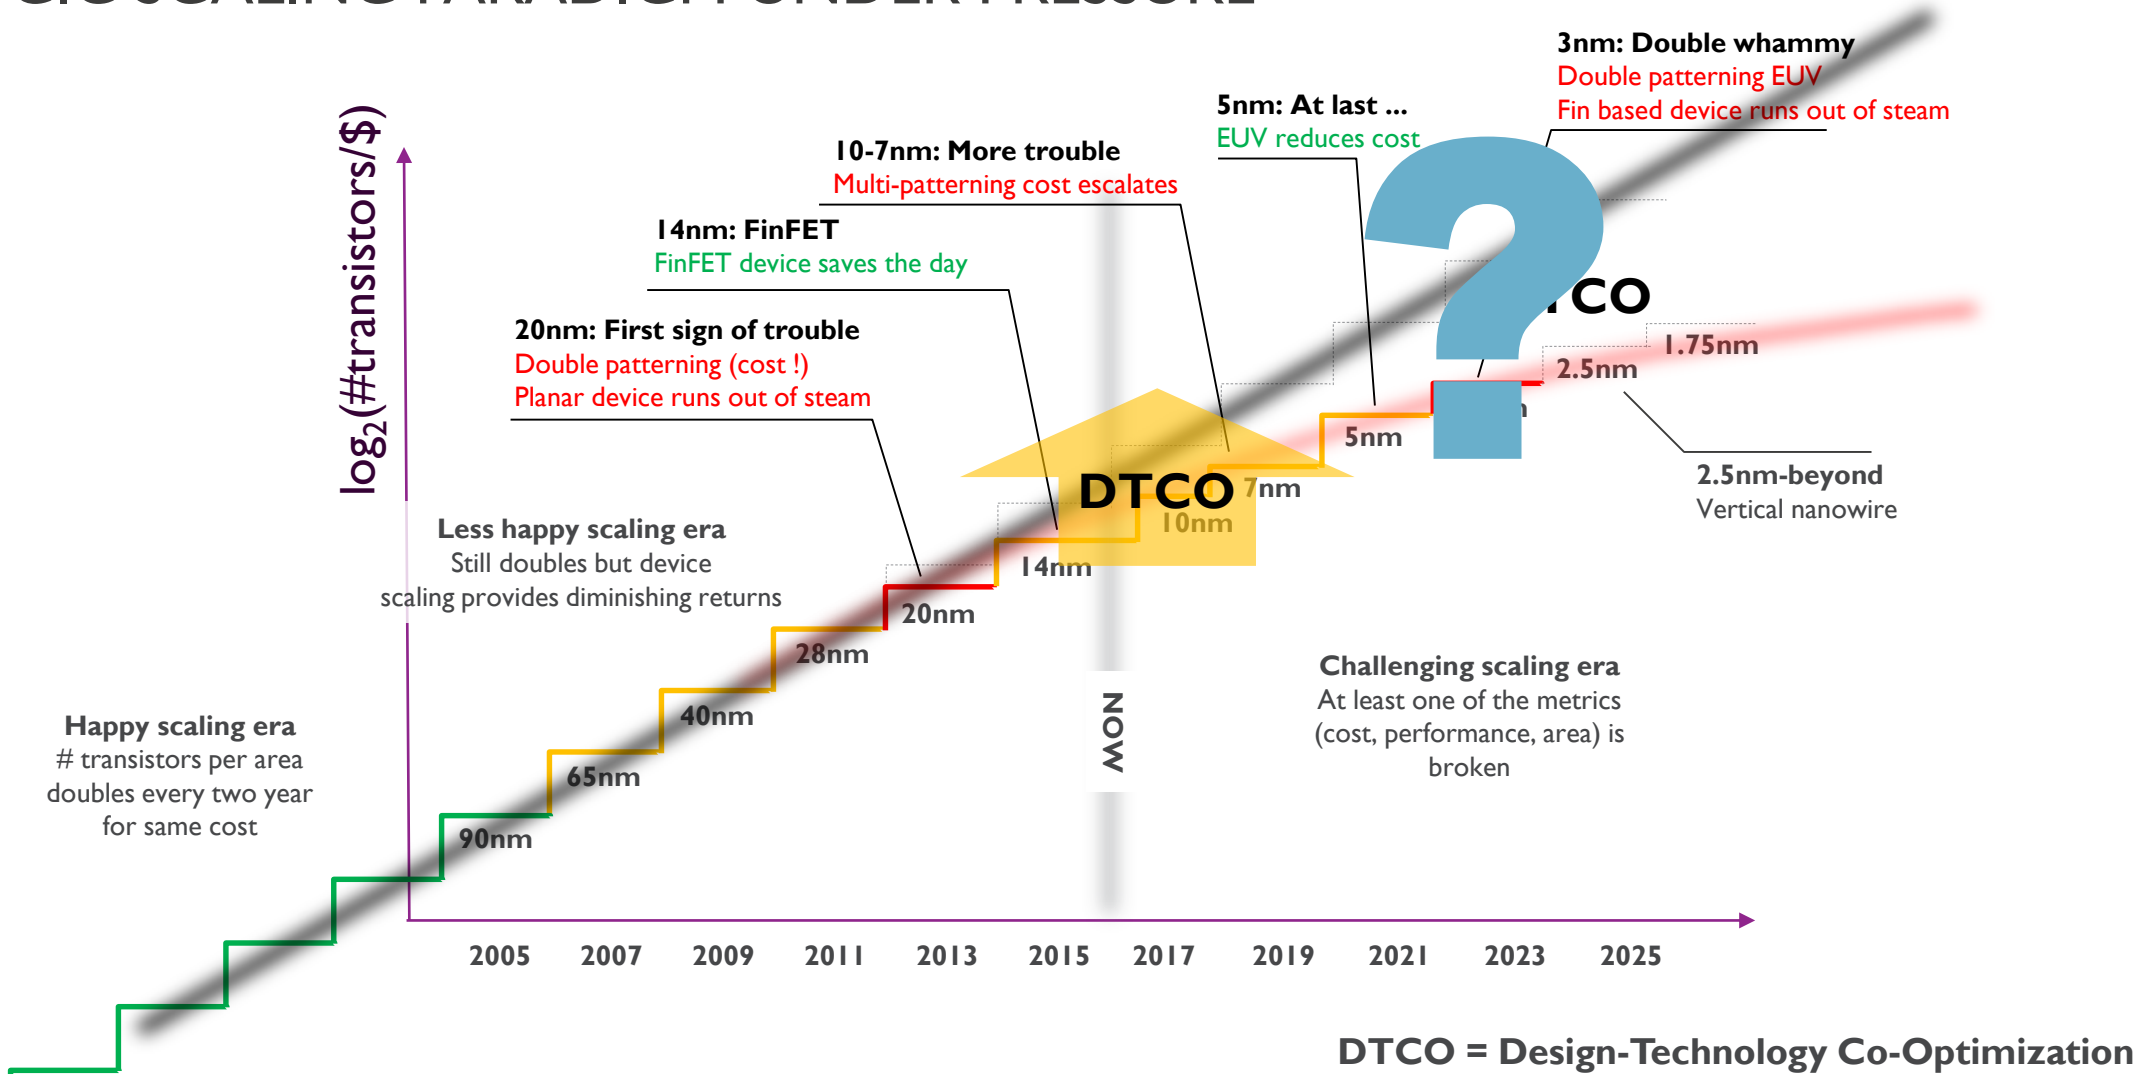 SCALING PARADIGM UNDER PRESSURE
log2(#transistors/$)
3nm: Double whammy
Double patterning EUV
Fin based device runs out of steam
5nm: At last ...
EUV reduces cost
10-7nm: More trouble
Multi-patterning cost escalates
14nm: FinFET
FinFET device saves the day
20nm: First sign of trouble
Double patterning (cost !)
Planar device runs out of steam
TCO
1.75nm
2.5nm
5nm
DTCO
7nm
10nm
14nm
20nm
28nm
40nm
65nm
90nm
2.5nm-beyond
Vertical nanowire
Less happy scaling era
Still doubles but device
scaling provides diminishing returns
Happy scaling era
# transistors per area
doubles every two year
for same cost
NOW
Challenging scaling era
At least one of the metrics
(cost, performance, area) is
broken
2005 2007 2009 2011 2013 2015 2017 2019 2021 2023 2025
DTCO = Design-Technology Co-Optimization